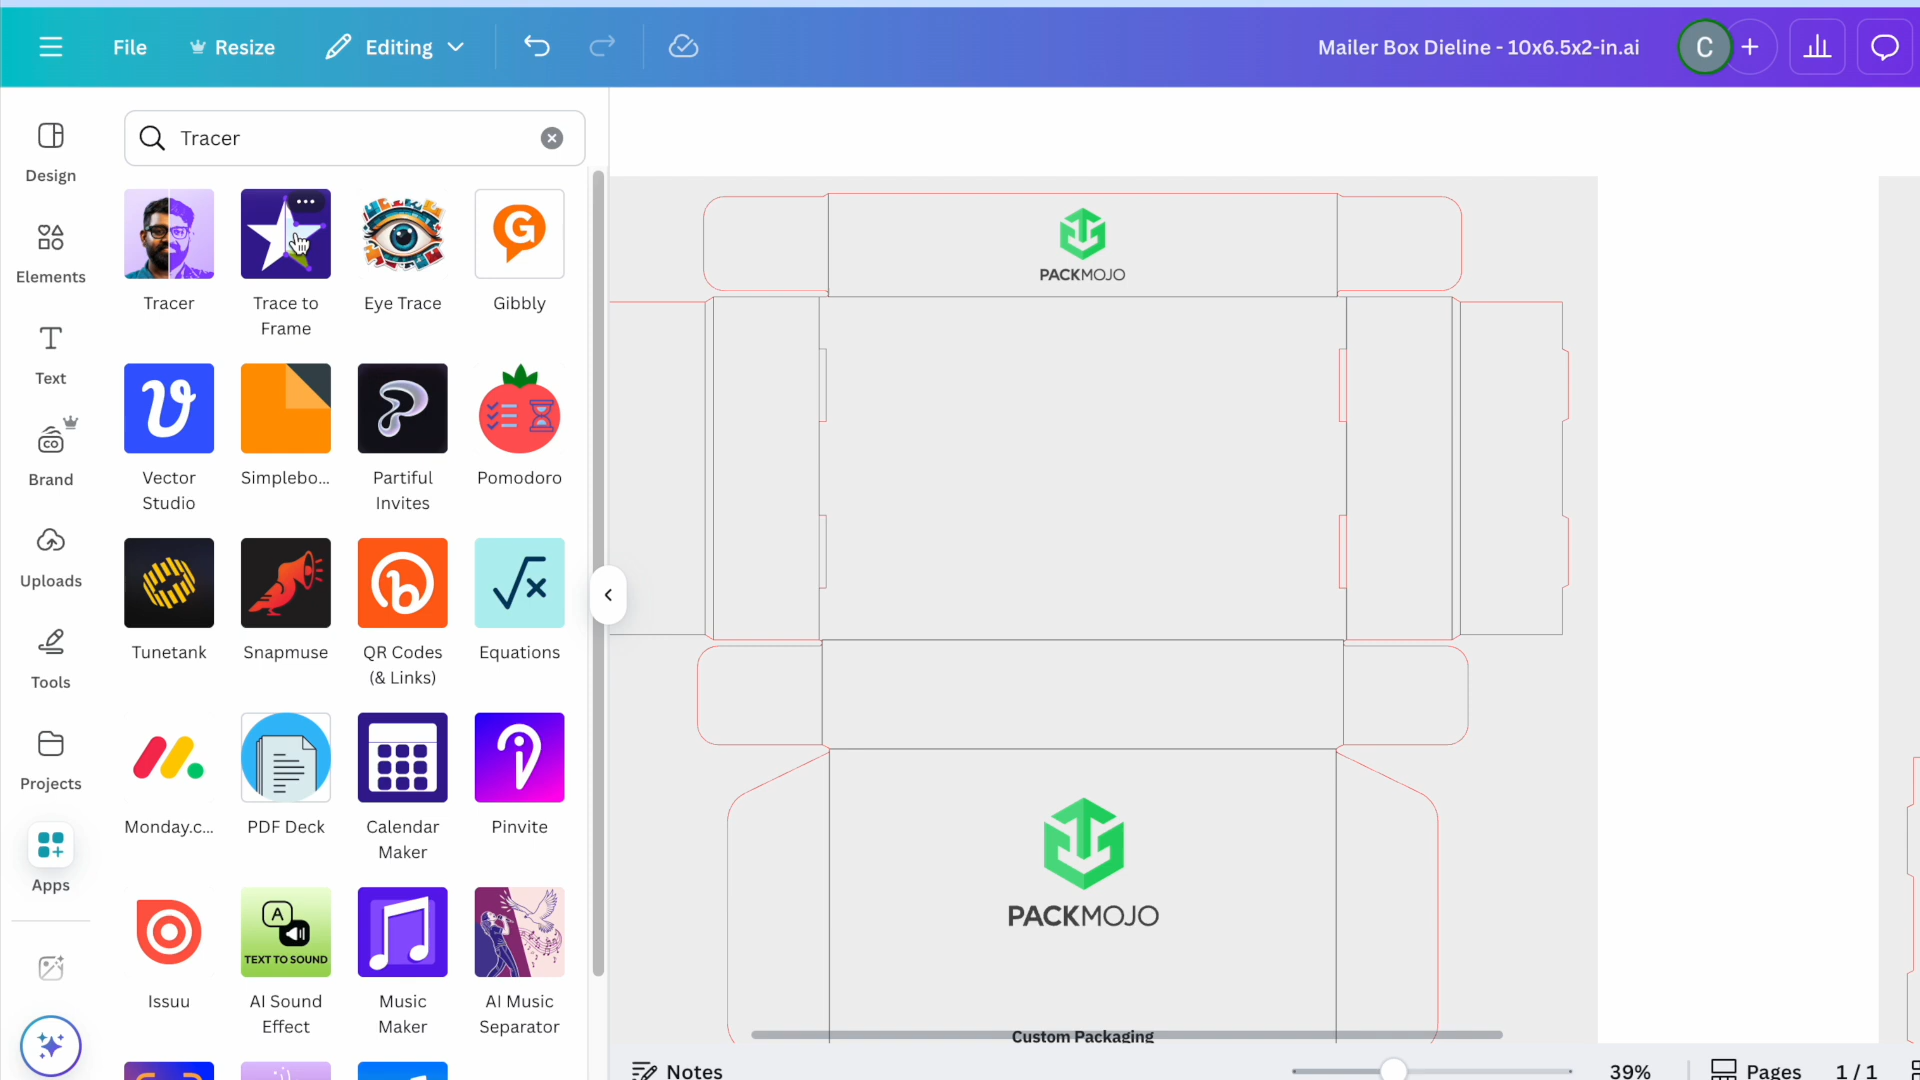 File
Resize
Editing
Mailer Box Dieline - 10x6.5x2-in.ai
C
Design
Elements
Text
Brand
Uploads
Tools
Projects
Apps
Tracer
Tracer
Trace to
Frame
Eye Trace
Gibbly
Vector
Studio
Simplebo...
Partiful
Invites
Pomodoro
Tunetank
Snapmuse
QR Codes
(& Links)
Equations
Monday.c...
PDF Deck
Calendar
Maker
Pinvite
A
TEXT TO SOUND
Issuu
AI Sound
Effect
Music
Maker
AI Music
Separator
PACKMOJO
PACKMOJO
Custom Packaging
Notes
39%
Pages
1 / 1